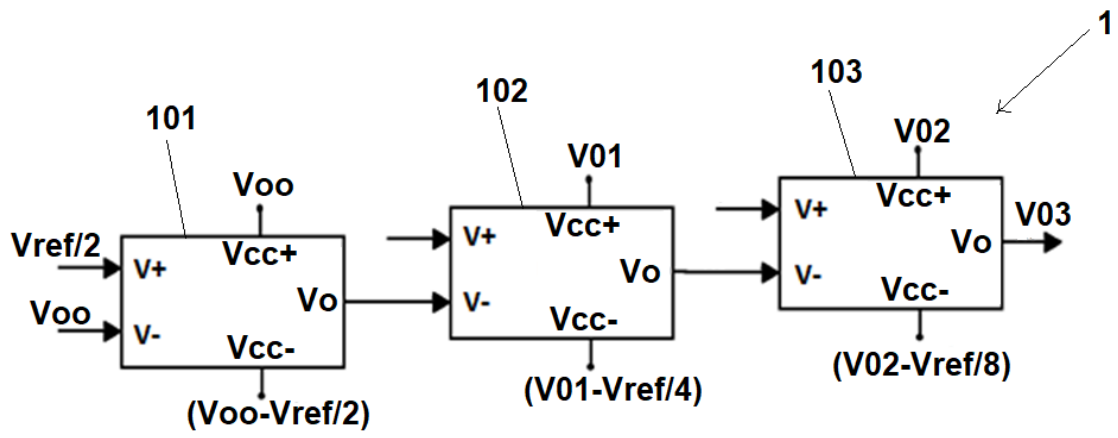 1
103
102
101
V02
V01
Voo
Vcc+
V+
V03
Vo
V-
Vcc-
(V02-Vref/8)
Vcc+
V+
Vo
V-
Vcc-
(V01-Vref/4)
Vref/2
Vcc+
V+
Voo
Vo
V-
Vcc-
(Voo-Vref/2)